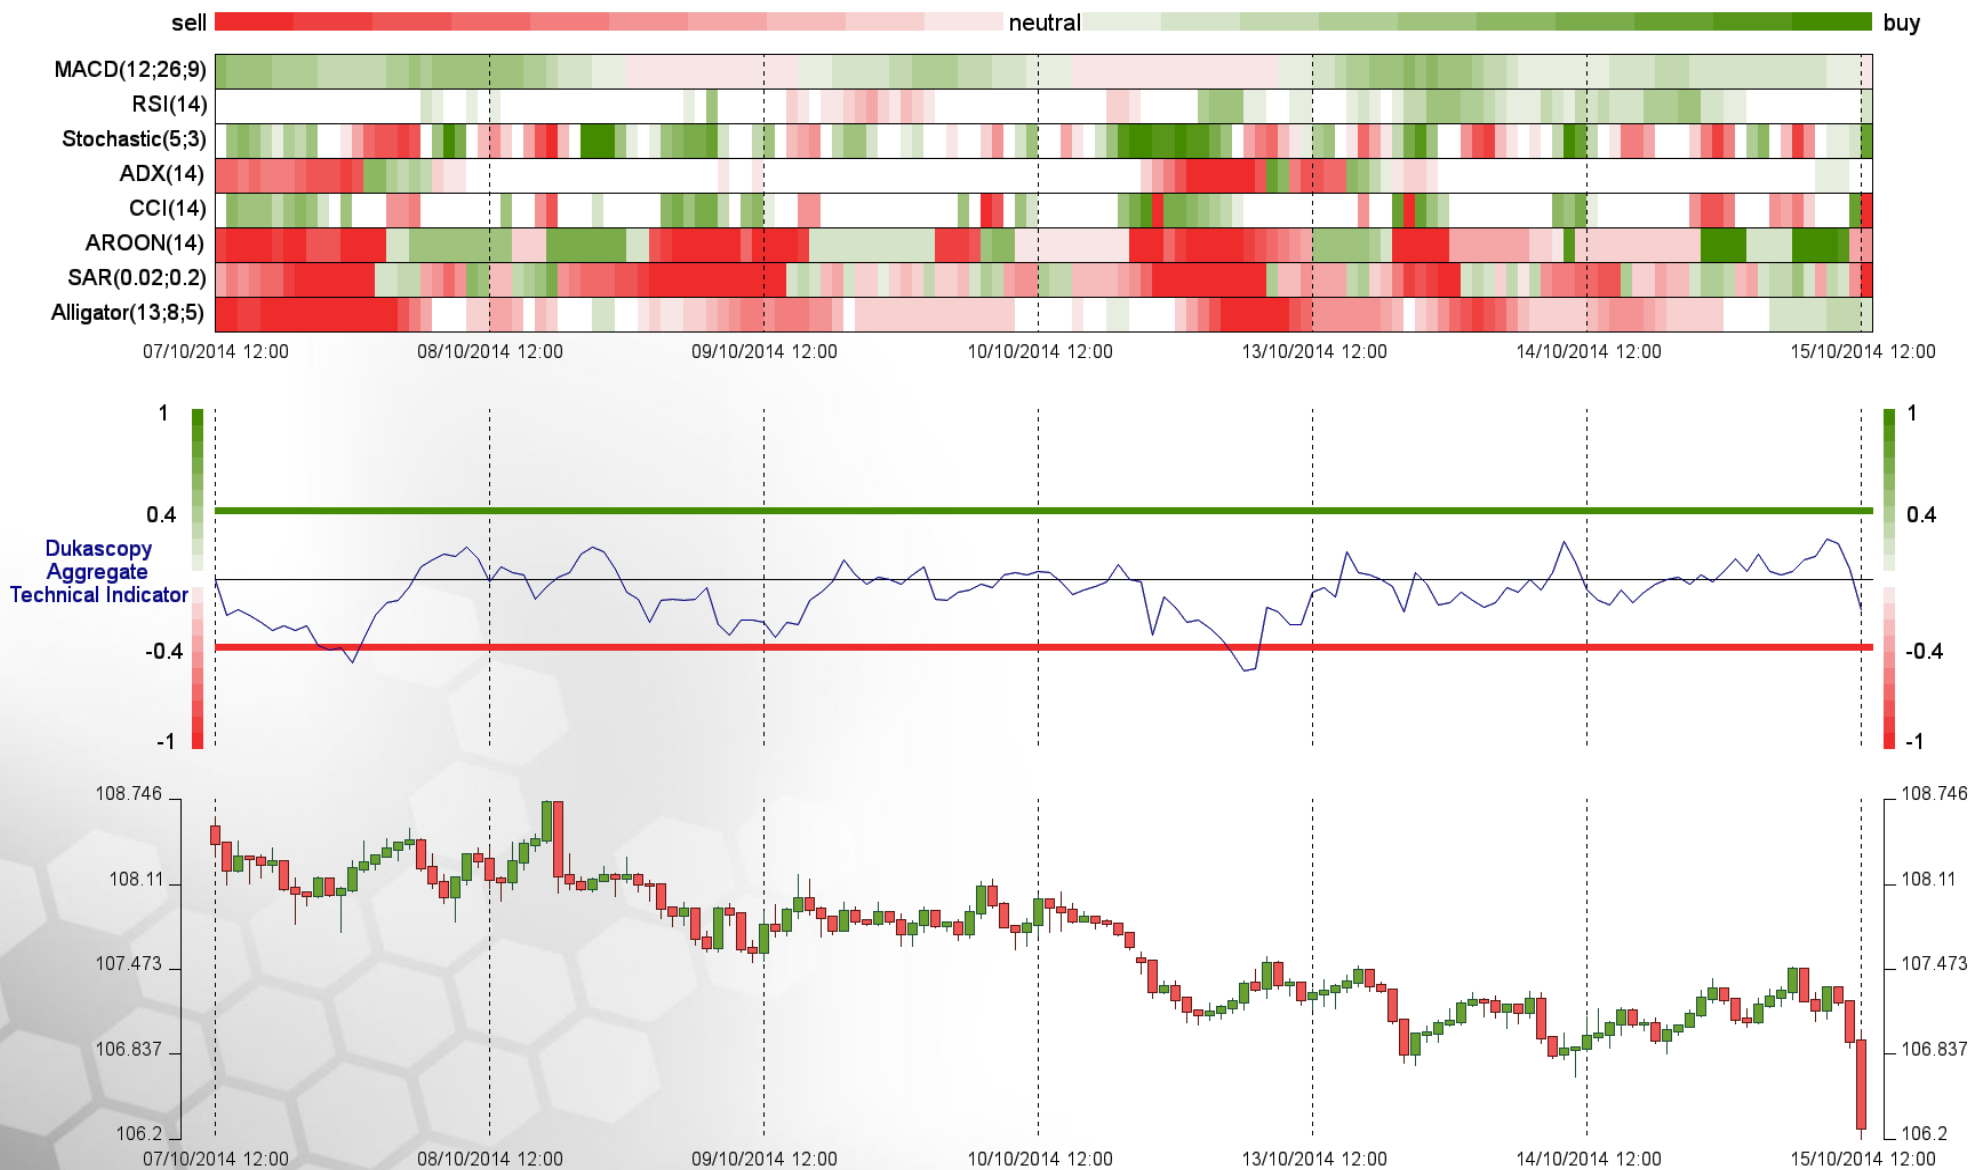 sell neutral buy
MACD(12;26;9)
RSI(14)
Stochastic(5;3)
ADX(14)
CCI(14)
AROON(14)
SAR(0.02;0.2)
Alligator(13;8;5)
07/10/2014 12:00 08/10/2014 12:00 09/10/2014 12:00 10/10/2014 12:00 13/10/2014 12:00 14/10/2014 12:00 15/10/2014 12:00
1 1
0.4 0.4
Dukascopy
Aggregate
Technical Indicator
-0.4 -0.4
-1 -1
108.746 108.746
108.11 108.11
107.473 107.473
106.837 106.837
106.2 106.2
07/10/2014 12:00 08/10/2014 12:00 09/10/2014 12:00 10/10/2014 12:00 13/10/2014 12:00 14/10/2014 12:00 15/10/2014 12:00